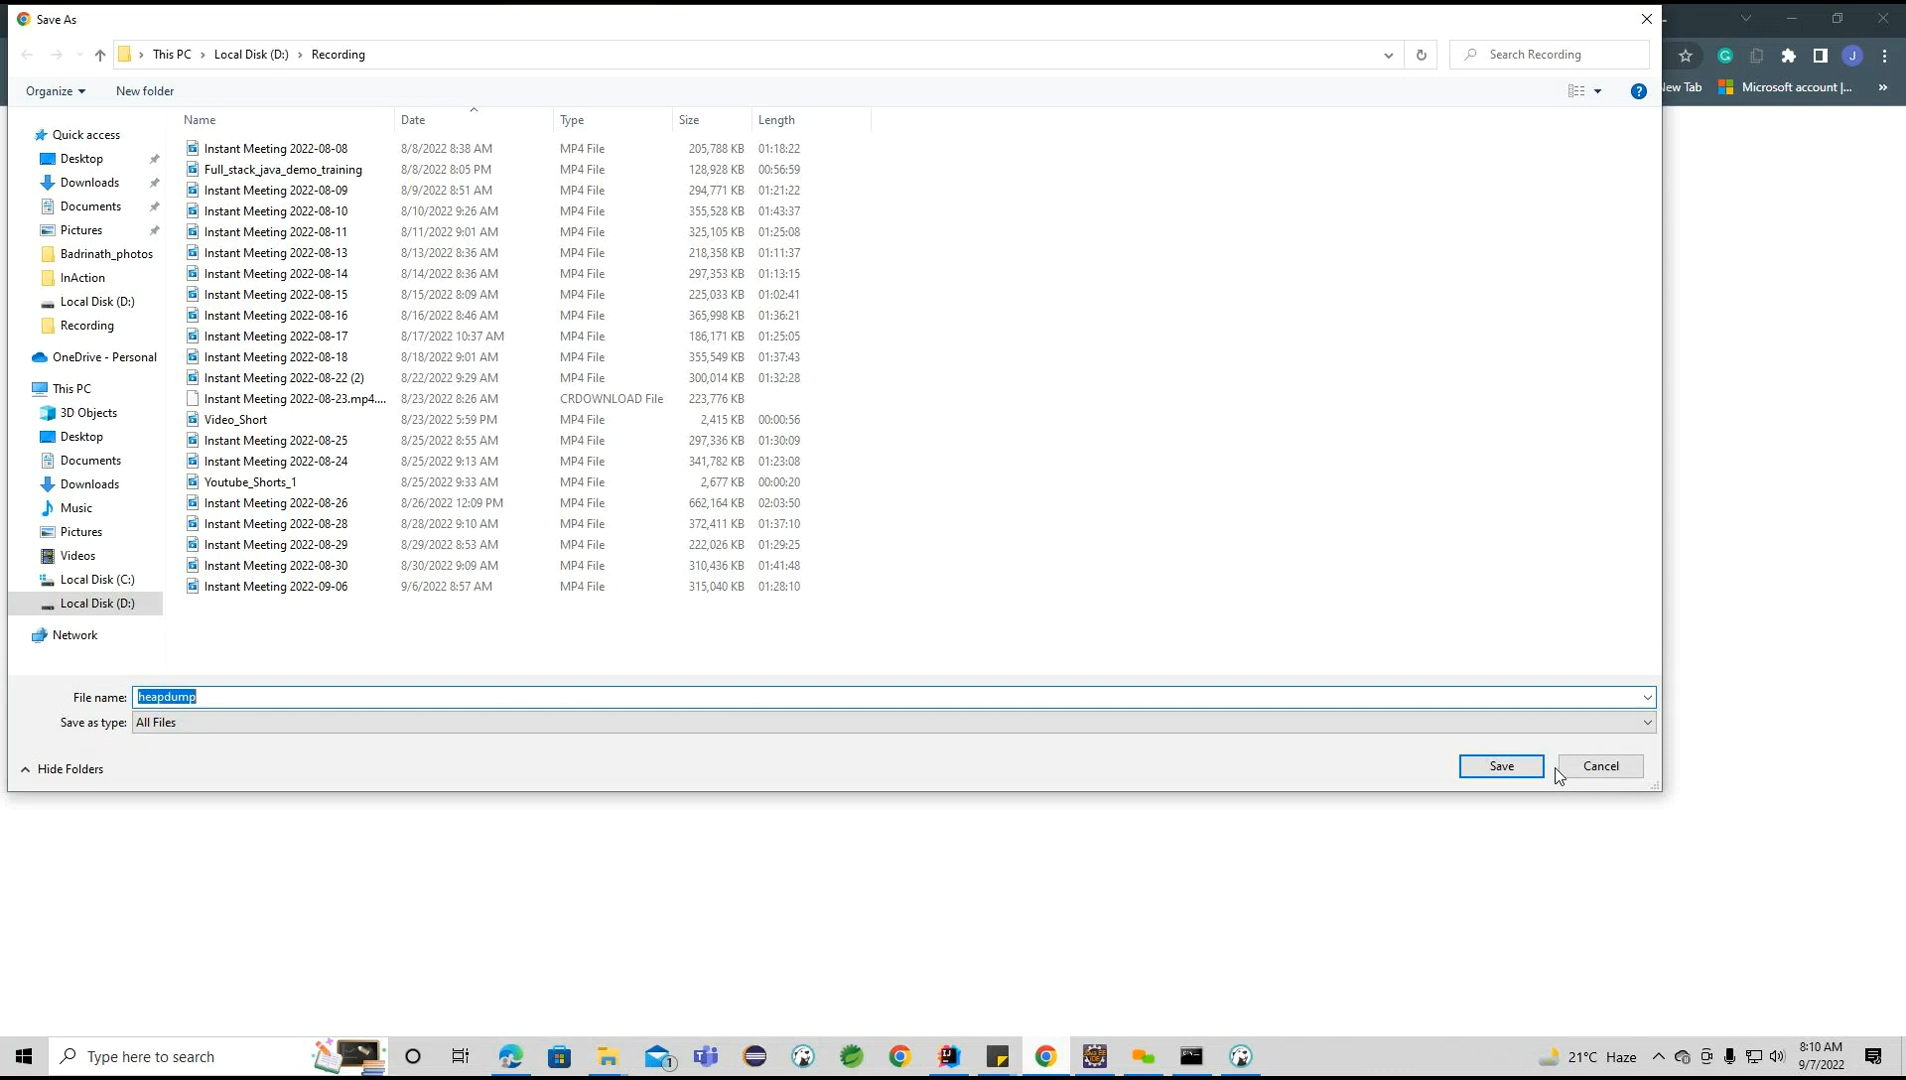 Save As
This PC > Local Disk (D:) > Recording
Search Recording
New Tab
Microsoft account |...
»
J
Organize
New folder
Name Date Type Size Length
Quick access
Desktop
Downloads
Documents
Pictures
Badrinath_photos
InAction
Local Disk (D:)
Recording
OneDrive - Personal
This PC
3D Objects
Desktop
Documents
Downloads
Music
Pictures
Videos
Local Disk (C:)
Local Disk (D:)
Network
Instant Meeting 2022-08-08 8/8/2022 8:38 AM MP4 File 205,788 KB 01:18:22
Full_stack_java_demo_training 8/8/2022 8:05 PM MP4 File 128,928 KB 00:56:59
Instant Meeting 2022-08-09 8/9/2022 8:51 AM MP4 File 294,771 KB 01:21:22
Instant Meeting 2022-08-10 8/10/2022 9:26 AM MP4 File 355,528 KB 01:43:37
Instant Meeting 2022-08-11 8/11/2022 9:01 AM MP4 File 325,105 KB 01:25:08
Instant Meeting 2022-08-13 8/13/2022 8:36 AM MP4 File 218,358 KB 01:11:37
Instant Meeting 2022-08-14 8/14/2022 8:36 AM MP4 File 297,353 KB 01:13:15
Instant Meeting 2022-08-15 8/15/2022 8:09 AM MP4 File 225,033 KB 01:02:41
Instant Meeting 2022-08-16 8/16/2022 8:46 AM MP4 File 365,998 KB 01:36:21
Instant Meeting 2022-08-17 8/17/2022 10:37 AM MP4 File 186,171 KB 01:25:05
Instant Meeting 2022-08-18 8/18/2022 9:01 AM MP4 File 355,549 KB 01:37:43
Instant Meeting 2022-08-22 (2) 8/22/2022 9:29 AM MP4 File 300,014 KB 01:32:28
Instant Meeting 2022-08-23.mp4.... 8/23/2022 8:26 AM CRDOWNLOAD File 223,776 KB
Video_Short 8/23/2022 5:59 PM MP4 File 2,415 KB 00:00:56
Instant Meeting 2022-08-25 8/25/2022 8:55 AM MP4 File 297,336 KB 01:30:09
Instant Meeting 2022-08-24 8/25/2022 9:13 AM MP4 File 341,782 KB 01:23:08
Youtube_Shorts_1 8/25/2022 9:33 AM MP4 File 2,677 KB 00:00:20
Instant Meeting 2022-08-26 8/26/2022 12:09 PM MP4 File 662,164 KB 02:03:50
Instant Meeting 2022-08-28 8/28/2022 9:10 AM MP4 File 372,411 KB 01:37:10
Instant Meeting 2022-08-29 8/29/2022 8:53 AM MP4 File 222,026 KB 01:29:25
Instant Meeting 2022-08-30 8/30/2022 9:09 AM MP4 File 310,436 KB 01:41:48
Instant Meeting 2022-09-06 9/6/2022 8:57 AM MP4 File 315,040 KB 01:28:10
File name: heapdump
Save as type: All Files
Hide Folders
Save
Cancel
Type here to search
1
21°C Haze
8:10 AM
9/7/2022